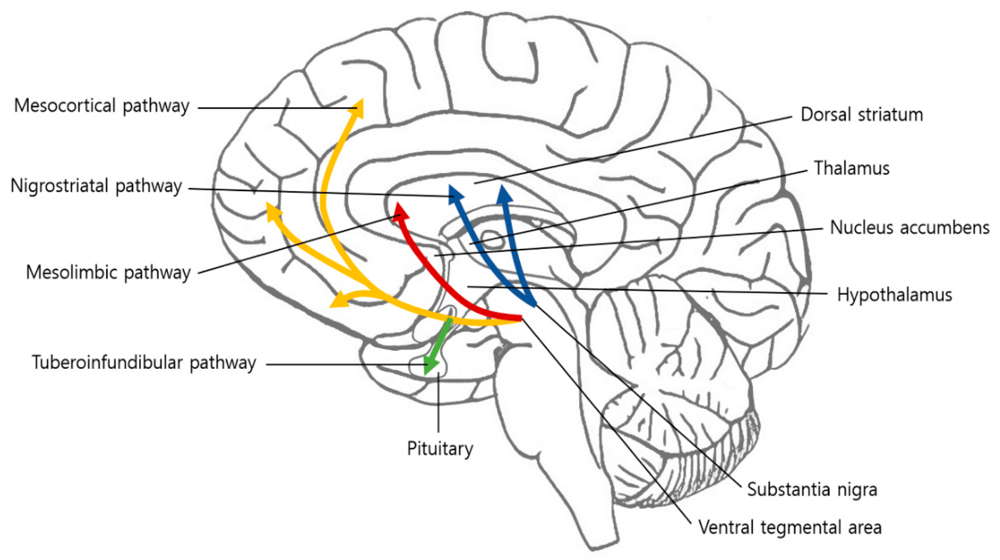 Mesocortical pathway
Dorsal striatum
Thalamus
Nigrostriatal pathway
Nucleus accumbens
Mesolimbic pathway
Hypothalamus
Tuberoinfundibular pathway
Pituitary
Substantia nigra
Ventral tegmental area